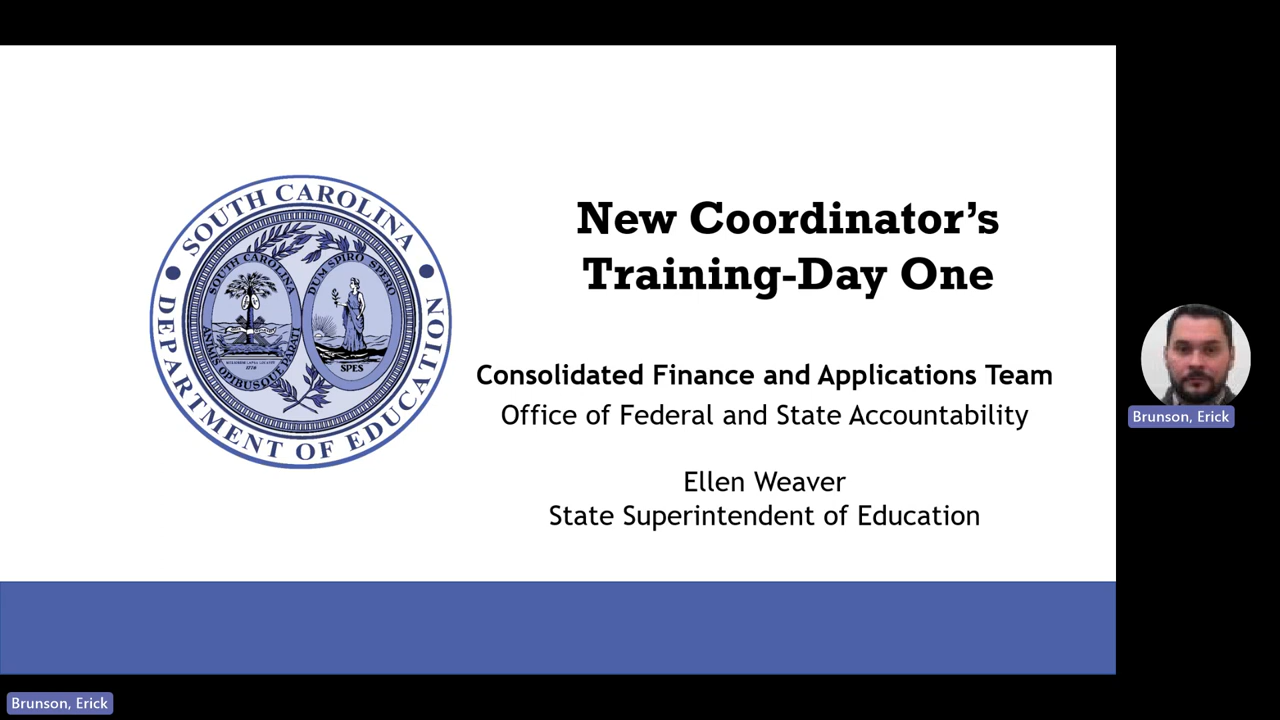 SOUTH CAROLINA
DEPARTMENT OF EDUCATION
SOUTH CAROLINA
ANIMIS OPIBUSQUE PARATI
1776
DUM SPIRO SPERO
SPES
New Coordinator’s
Training-Day One
Consolidated Finance and Applications Team
Office of Federal and State Accountability
Ellen Weaver
State Superintendent of Education
Brunson, Erick
Brunson, Erick